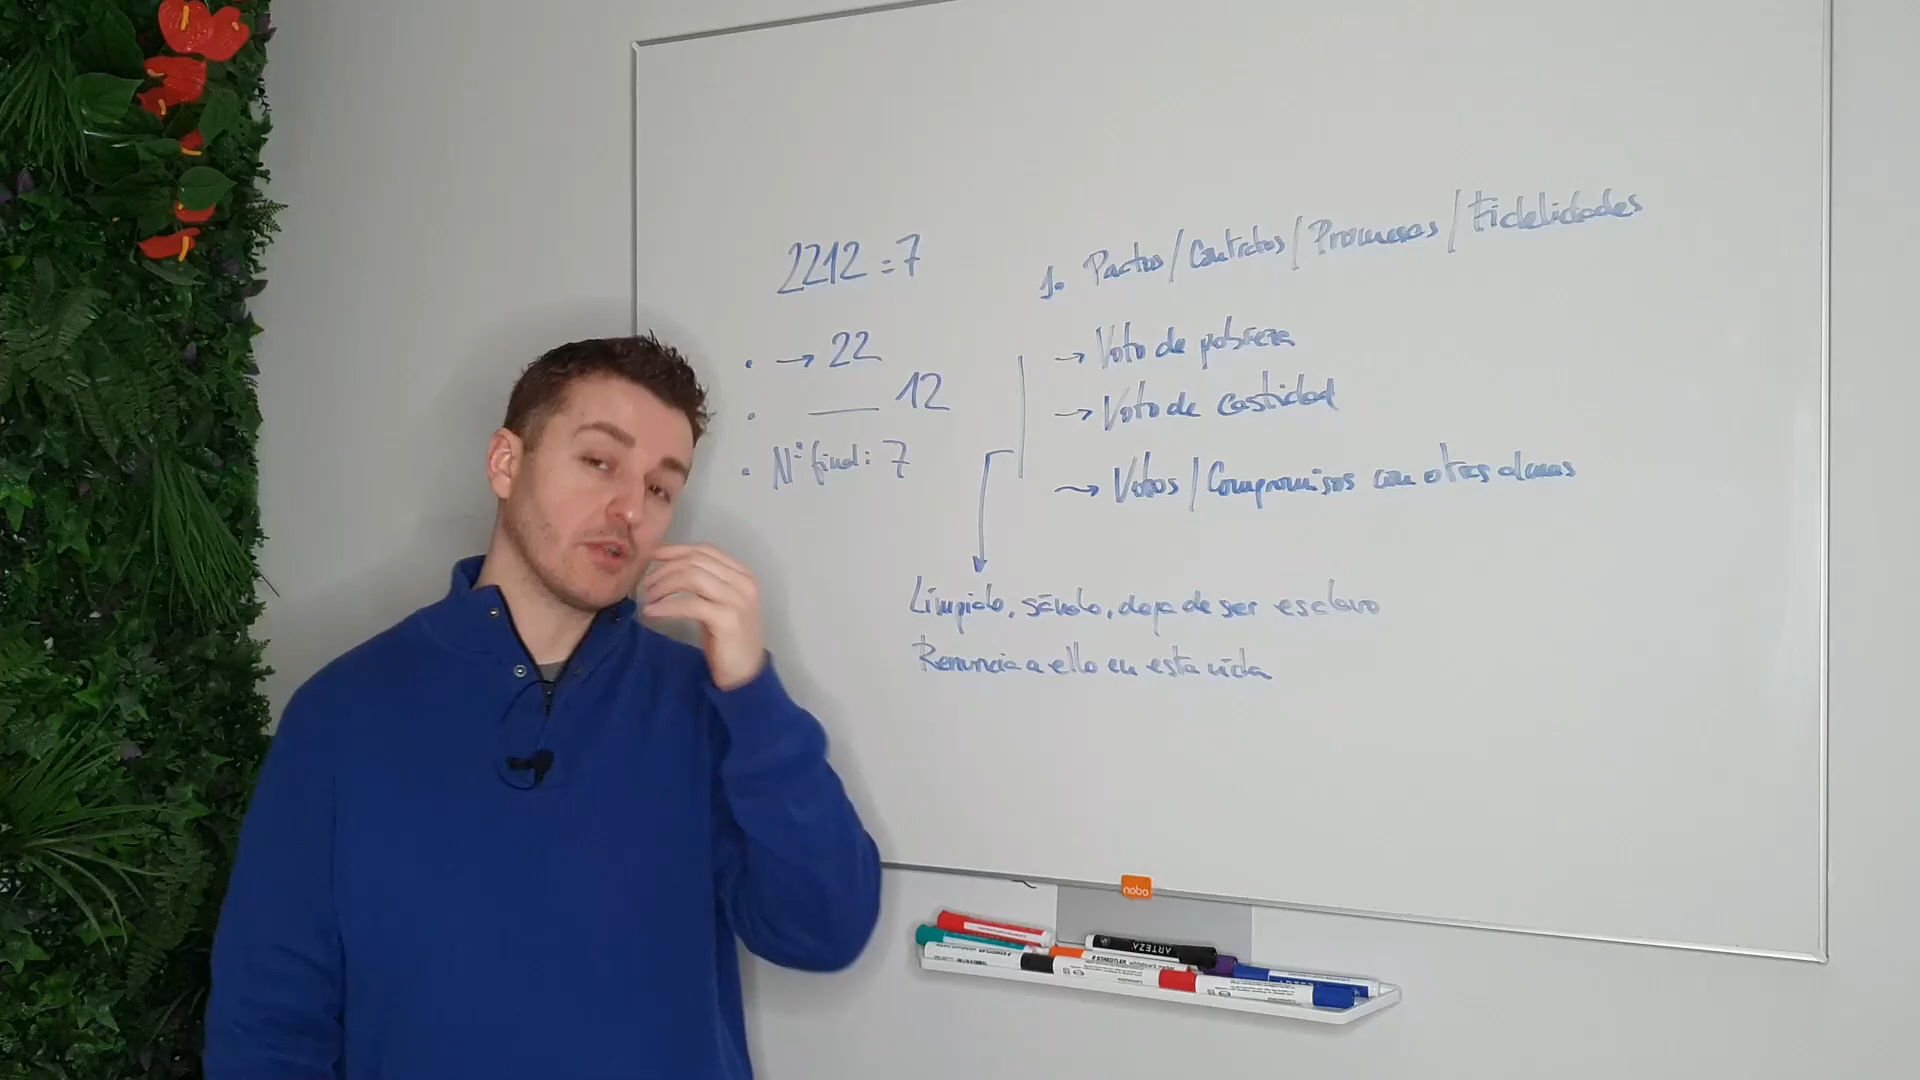 2212 = 7
• → 22
• — 12
• Nº final: 7
1. Pactos / Contratos / Promesas / Fidelidades
→ Voto de pobreza
→ Voto de castidad
→ Votos / Compromisos con otras almas
Límpialo, sánalo, deja de ser esclavo
Renuncia a ello en esta vida
nobo
ARTEZA
STAEDTLER